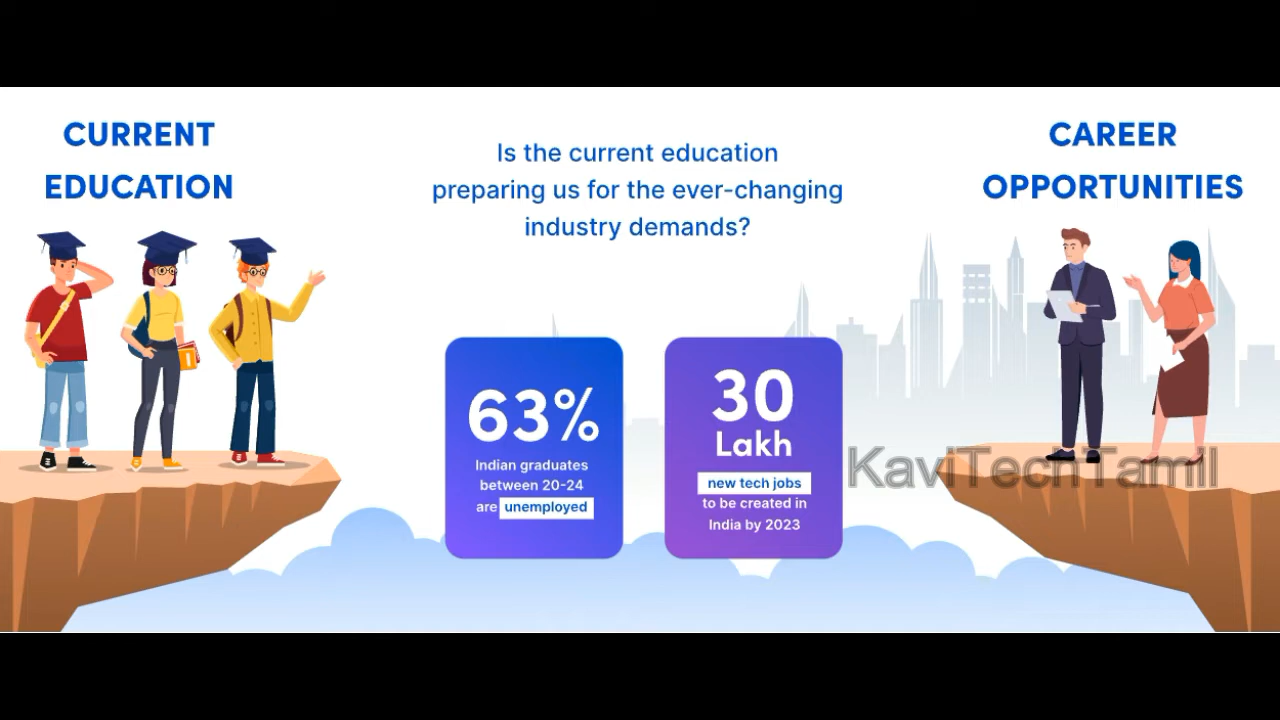 CURRENT
EDUCATION
Is the current education
preparing us for the ever-changing
industry demands?
CAREER
OPPORTUNITIES
63%
Indian graduates
between 20-24
are unemployed
30
Lakh
new tech jobs
to be created in
India by 2023
KaviTechTamil